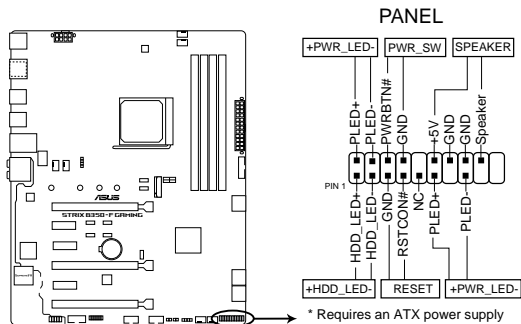 PANEL
+PWR_LED-
PWR_SW
SPEAKER
PLED+
PLED-
PWRBTN#
GND
+5V
GND
GND
Speaker
PIN 1
HDD_LED+
HDD_LED-
GND
RSTCON#
NC
PLED+
PLED-
+HDD_LED-
RESET
+PWR_LED-
* Requires an ATX power supply
ASUS
STRIX B350-F GAMING